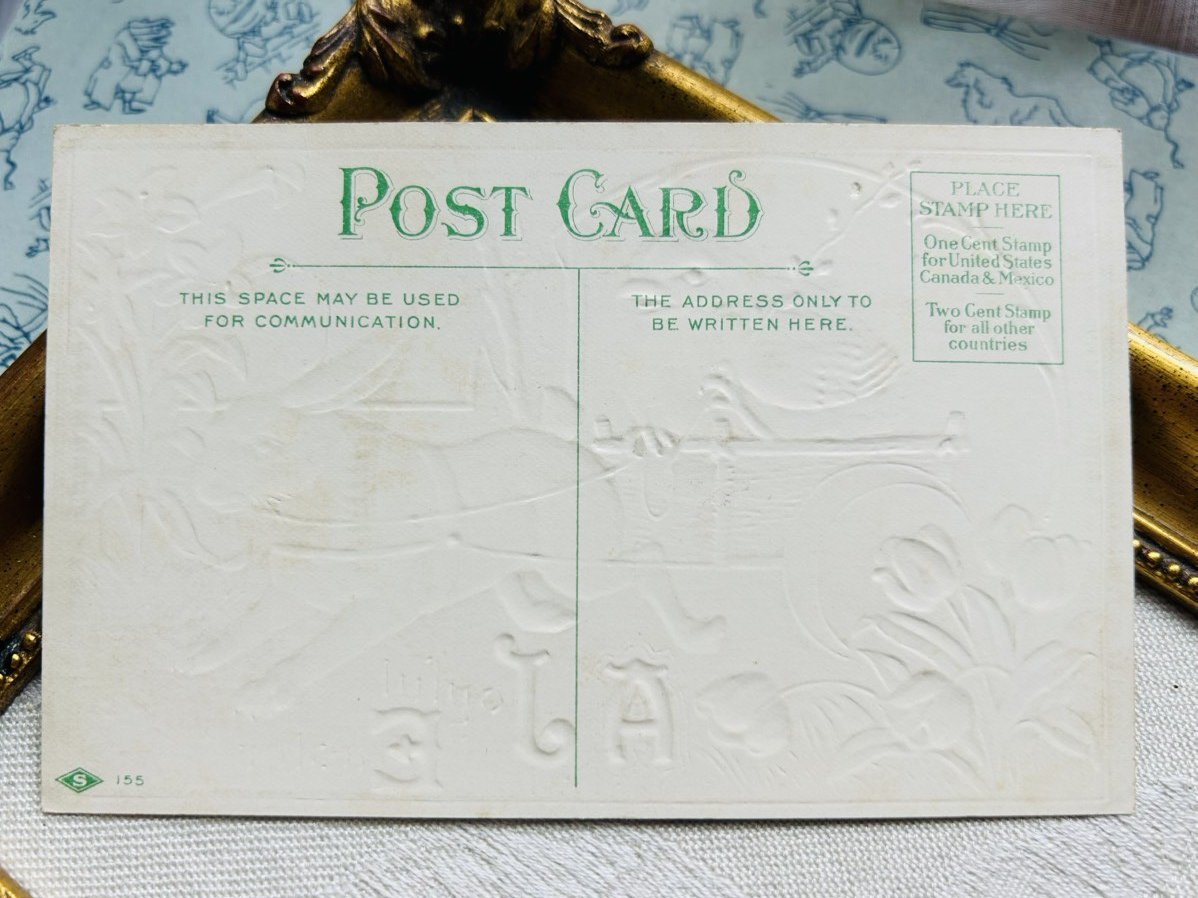 POST CARD
PLACE
STAMP HERE
One Cent Stamp
for United States
Canada & Mexico
Two Cent Stamp
for all other
countries
THIS SPACE MAY BE USED
FOR COMMUNICATION.
THE ADDRESS ONLY TO
BE WRITTEN HERE.
S 155